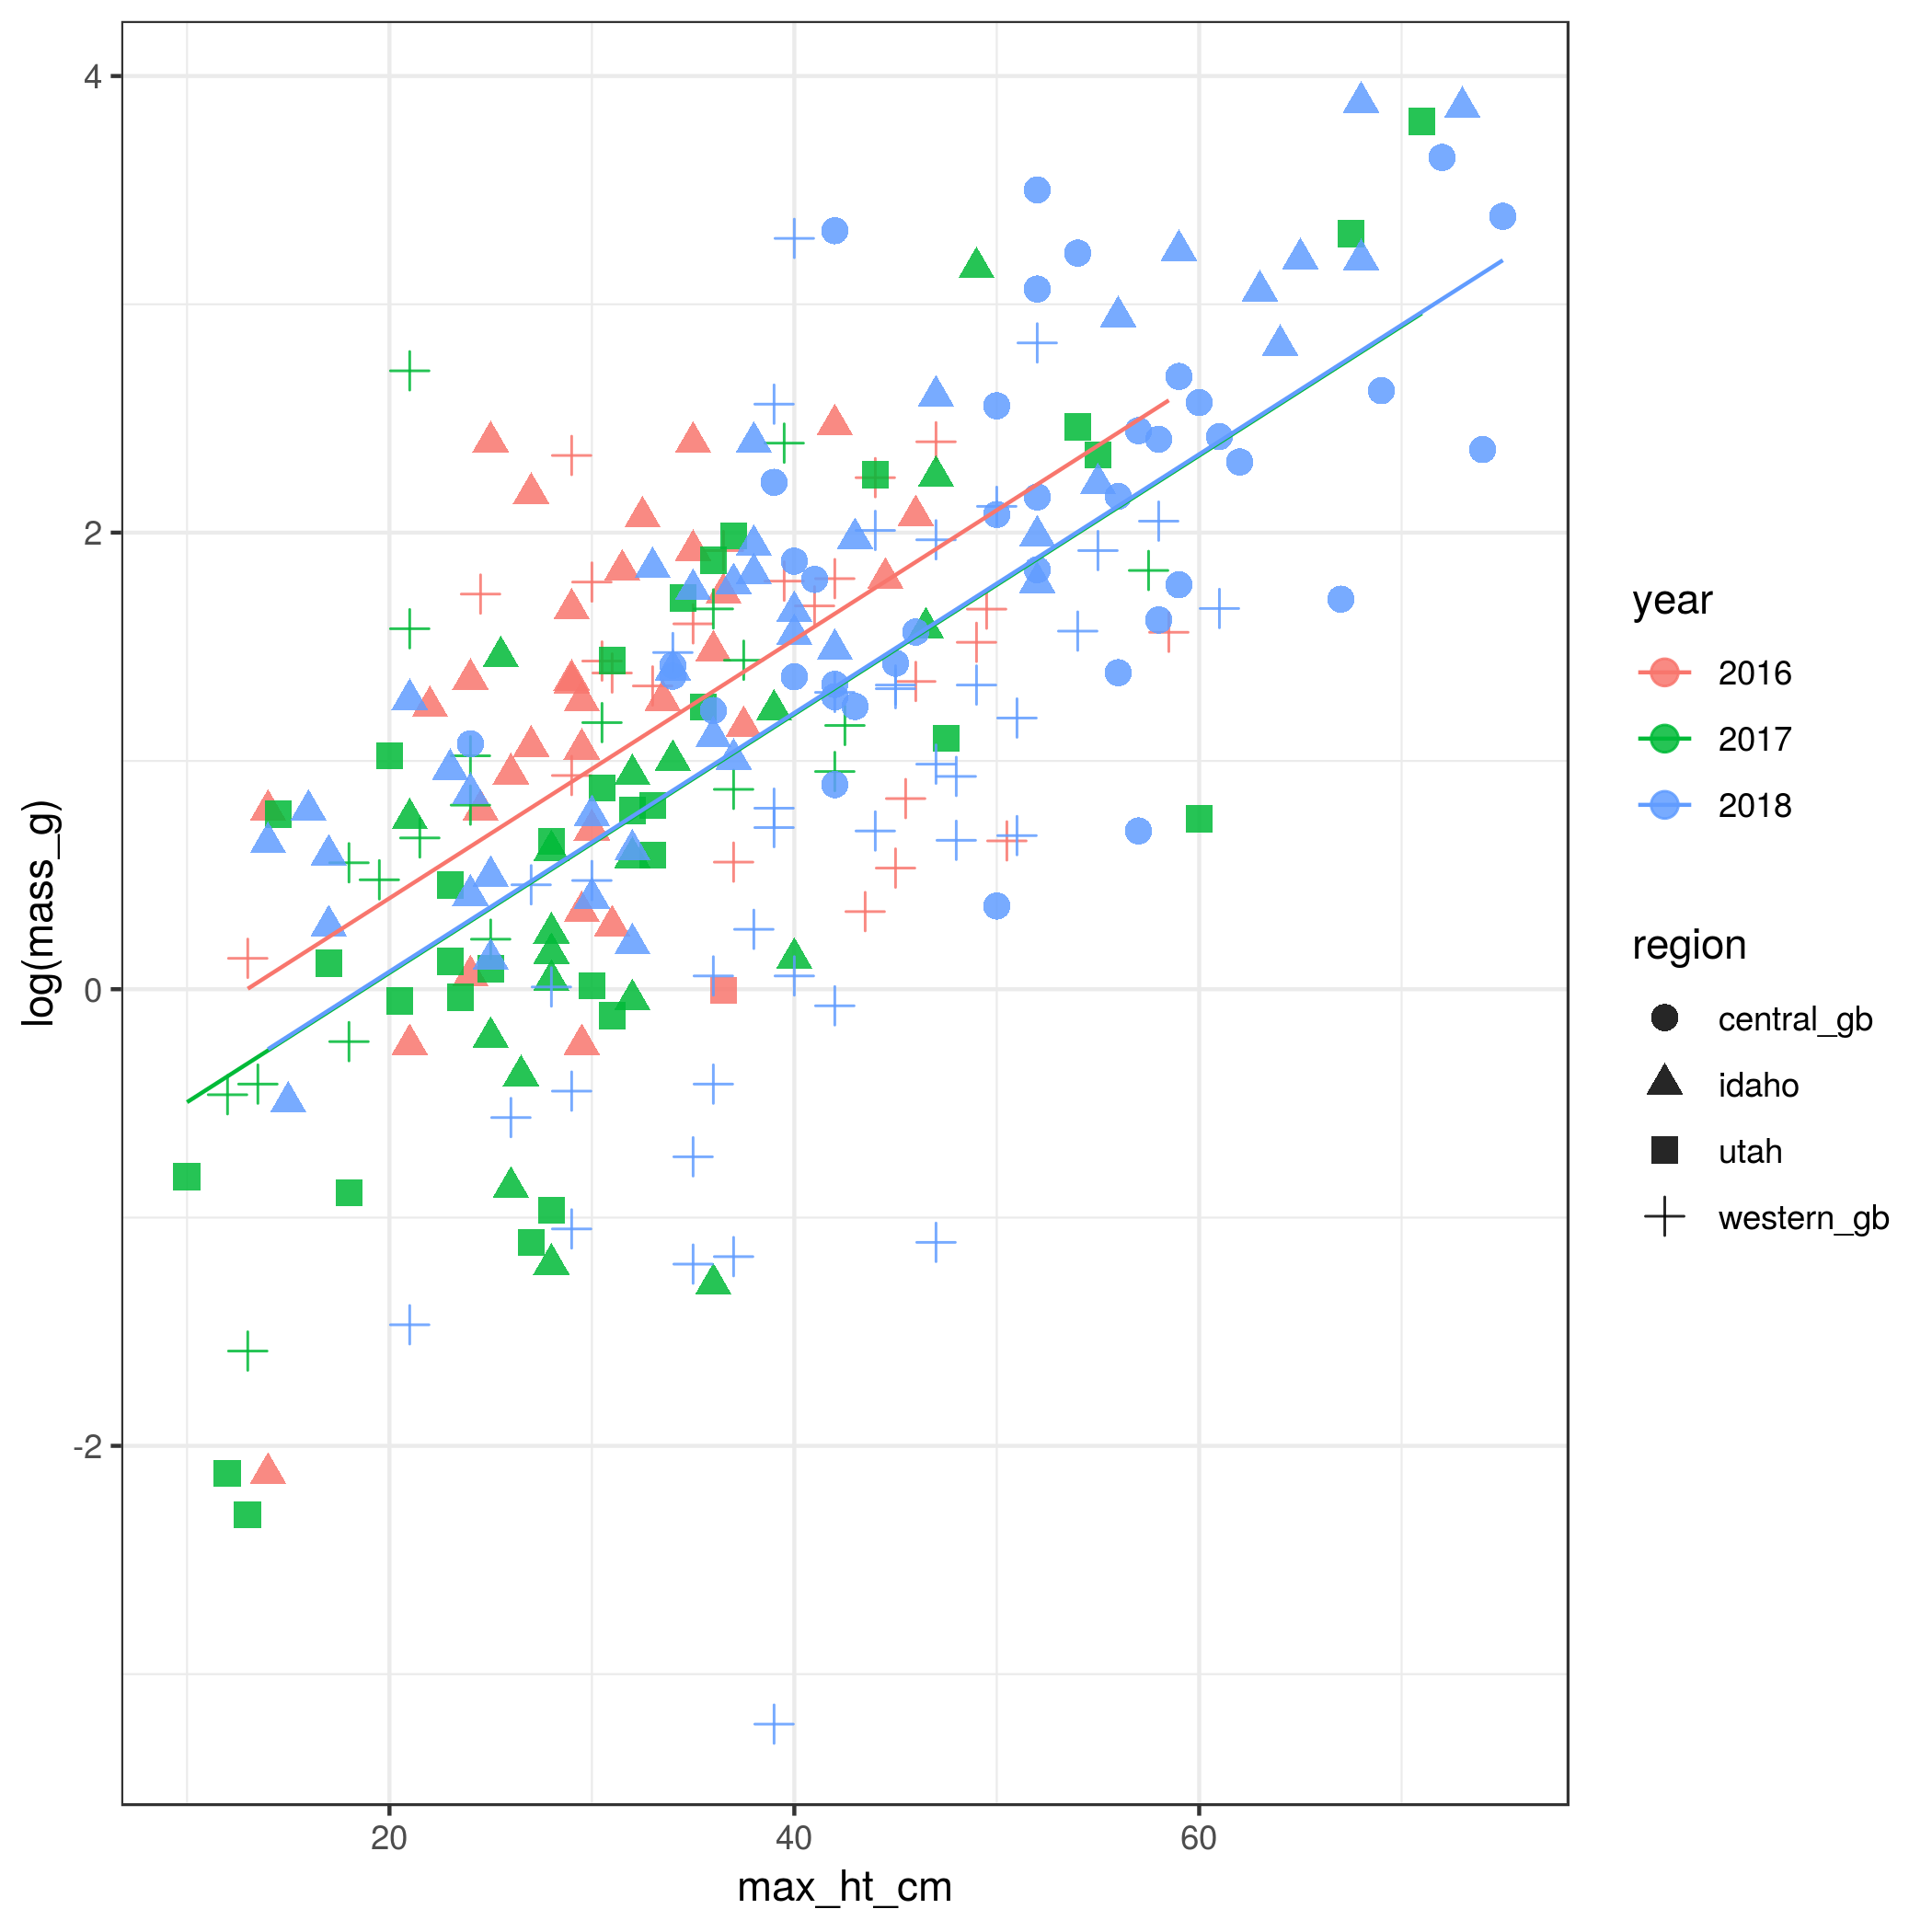 4
2
0
-2
log(mass_g)
20
40
60
max_ht_cm
year
2016
2017
2018
region
central_gb
idaho
utah
western_gb